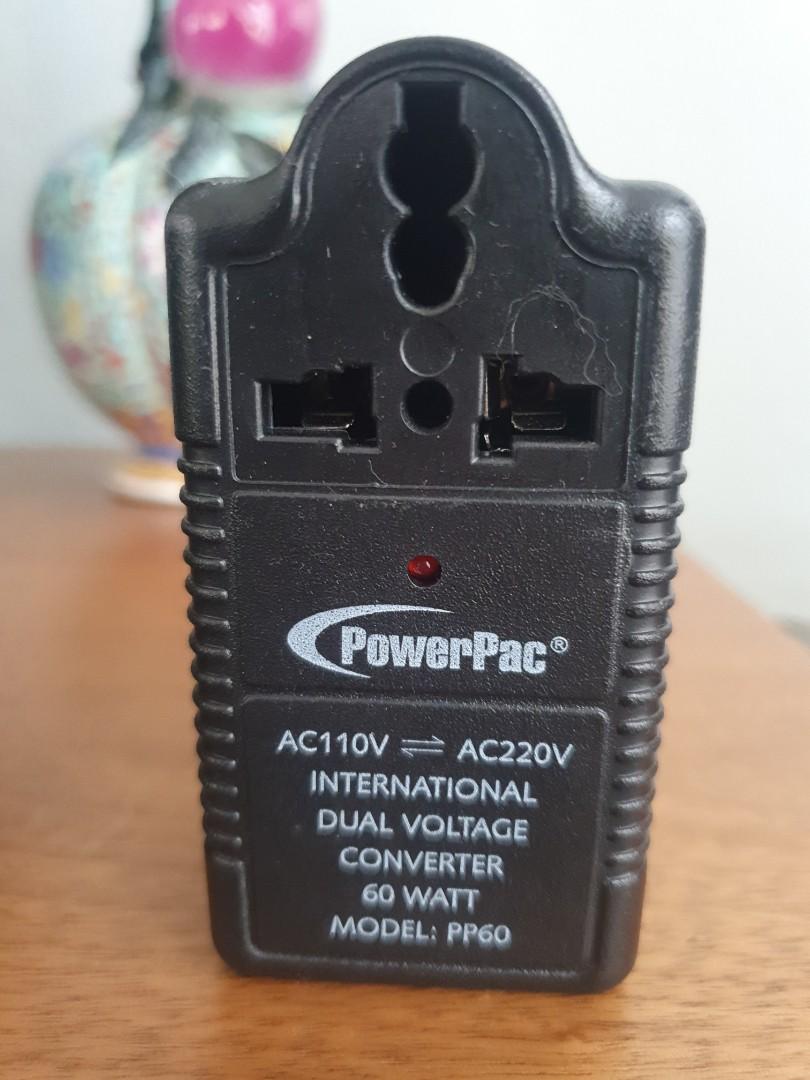 PowerPac®
AC110V ⇌ AC220V
INTERNATIONAL
DUAL VOLTAGE
CONVERTER
60 WATT
MODEL: PP60